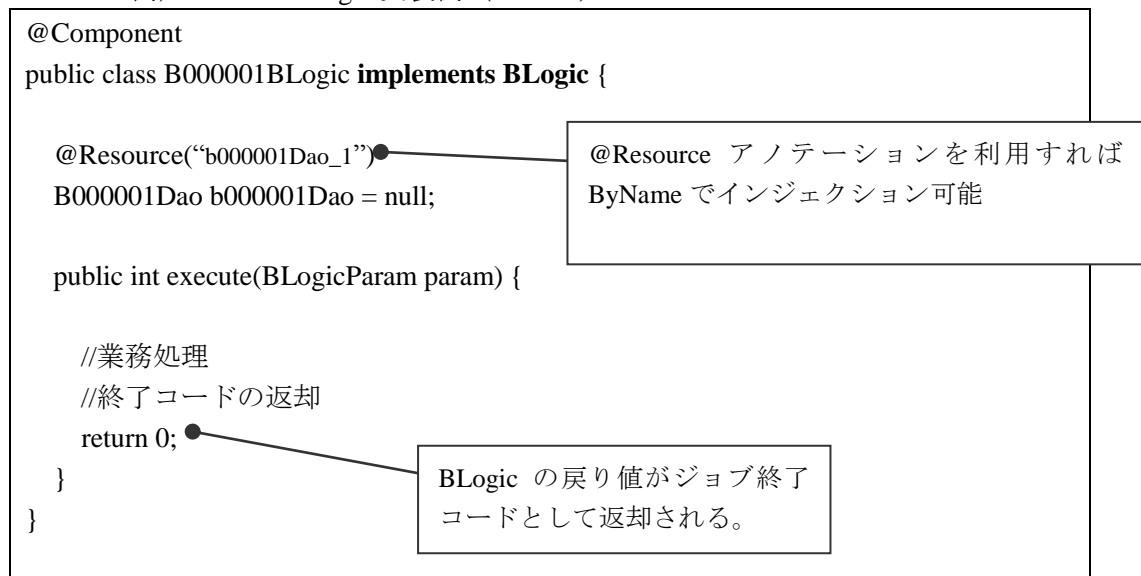 @Component
public class B000001BLogic implements BLogic {
@Resource(“b000001Dao_1”)
B000001Dao b000001Dao = null;
@Resource アノテーションを利用すれば
ByName でインジェクション可能
public int execute(BLogicParam param) {
//業務処理
//終了コードの返却
return 0;
}
BLogic の戻り値がジョブ終了
コードとして返却される。
}